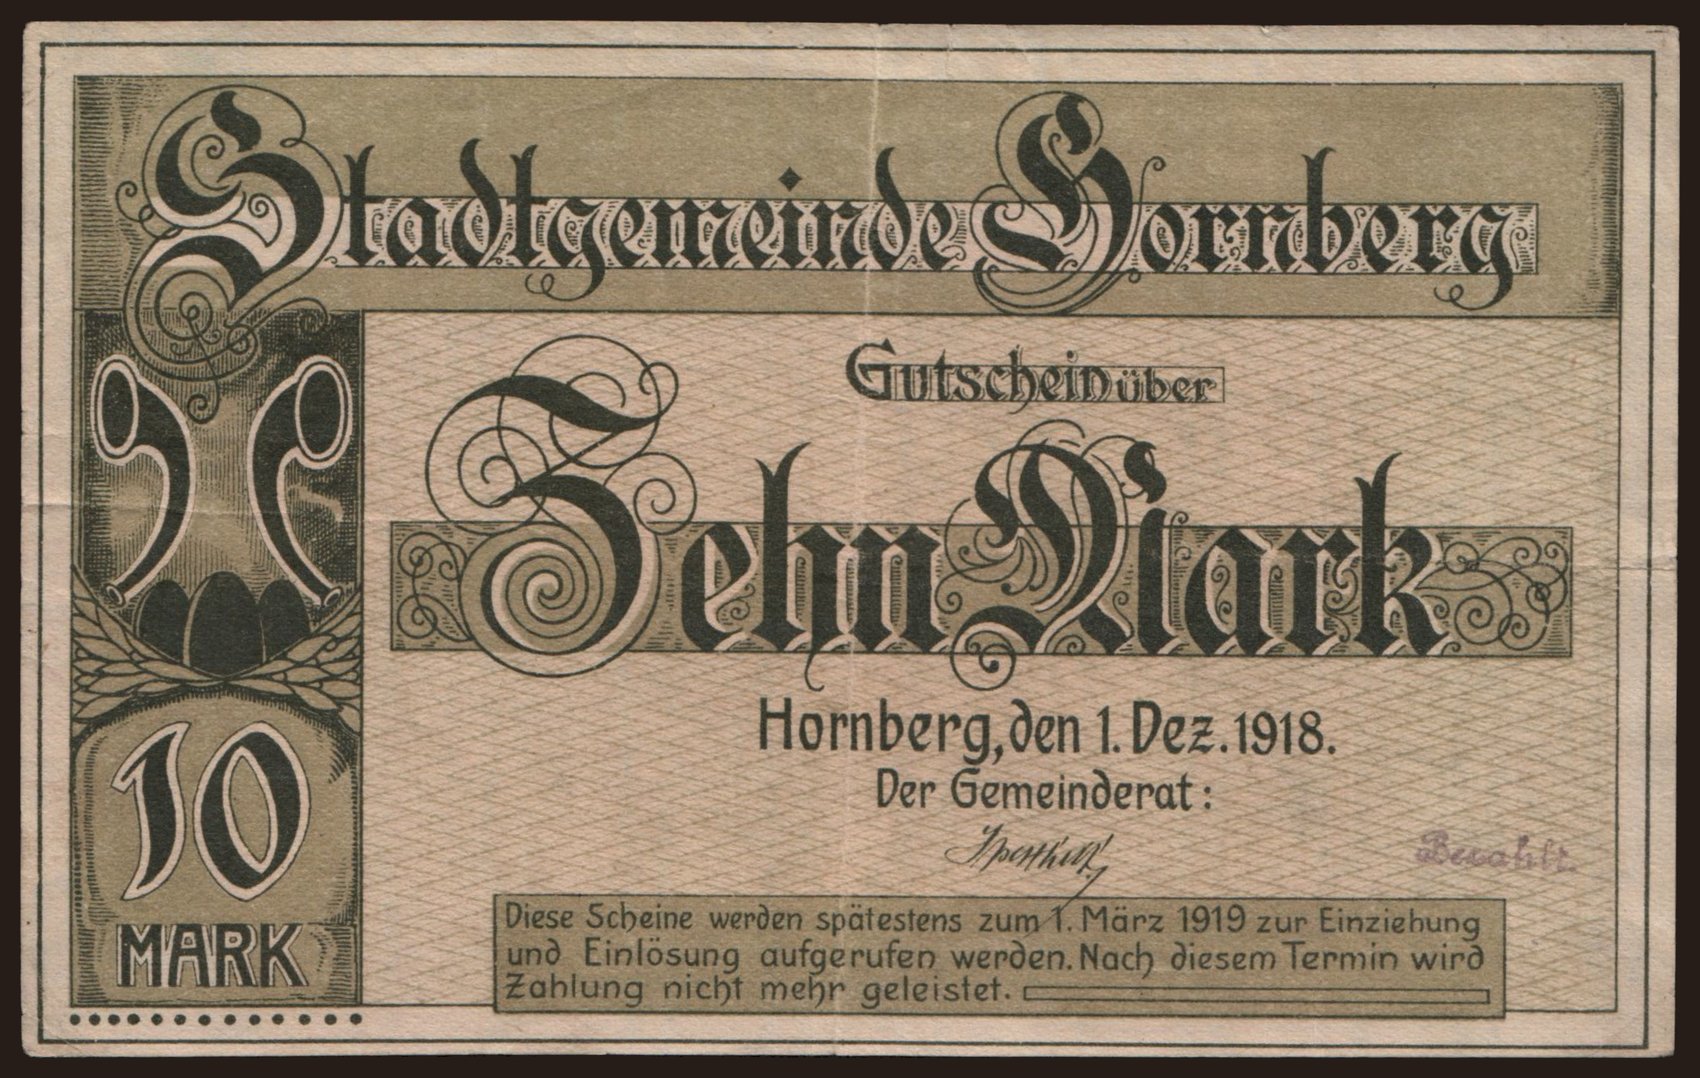 Stadtgemeinde Hornberg
Gutschein über
Zehn Mark
Hornberg, den 1. Dez. 1918.
Der Gemeinderat:
10
MARK
Bezahlt.
Diese Scheine werden spätestens zum 1. März 1919 zur Einziehung
und Einlösung aufgerufen werden. Nach diesem Termin wird
Zahlung nicht mehr geleistet.